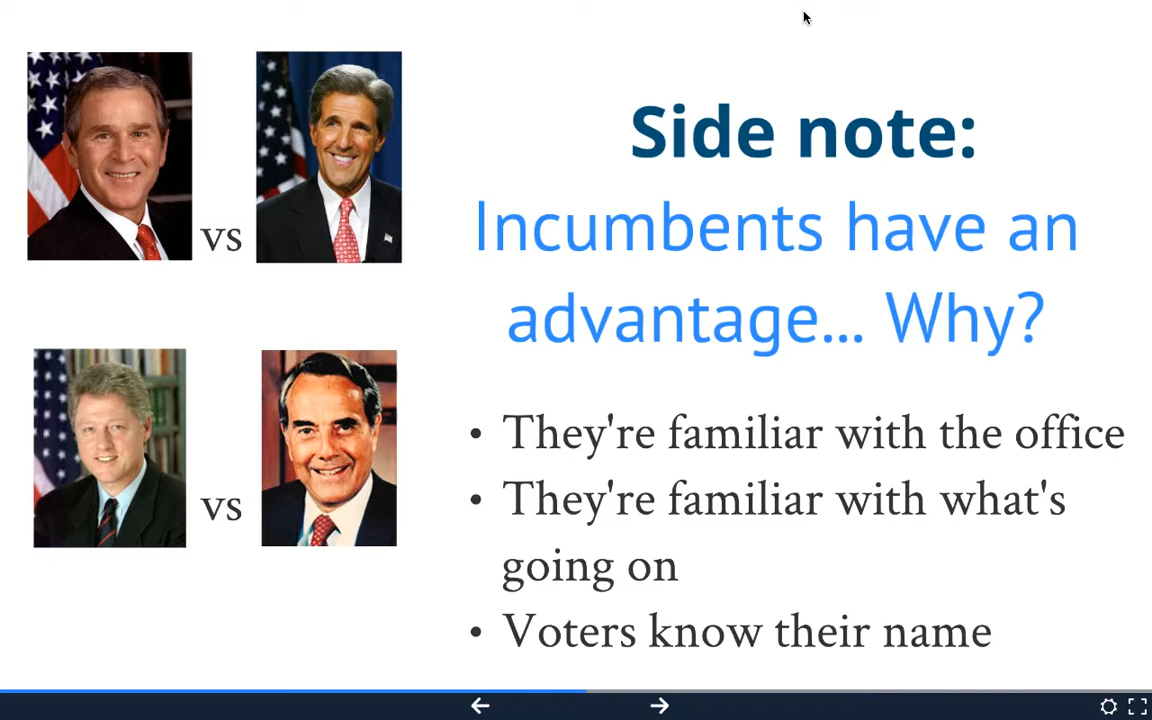 vs
vs
Side note:
Incumbents have an
advantage... Why?
• They're familiar with the office
• They're familiar with what's
going on
• Voters know their name